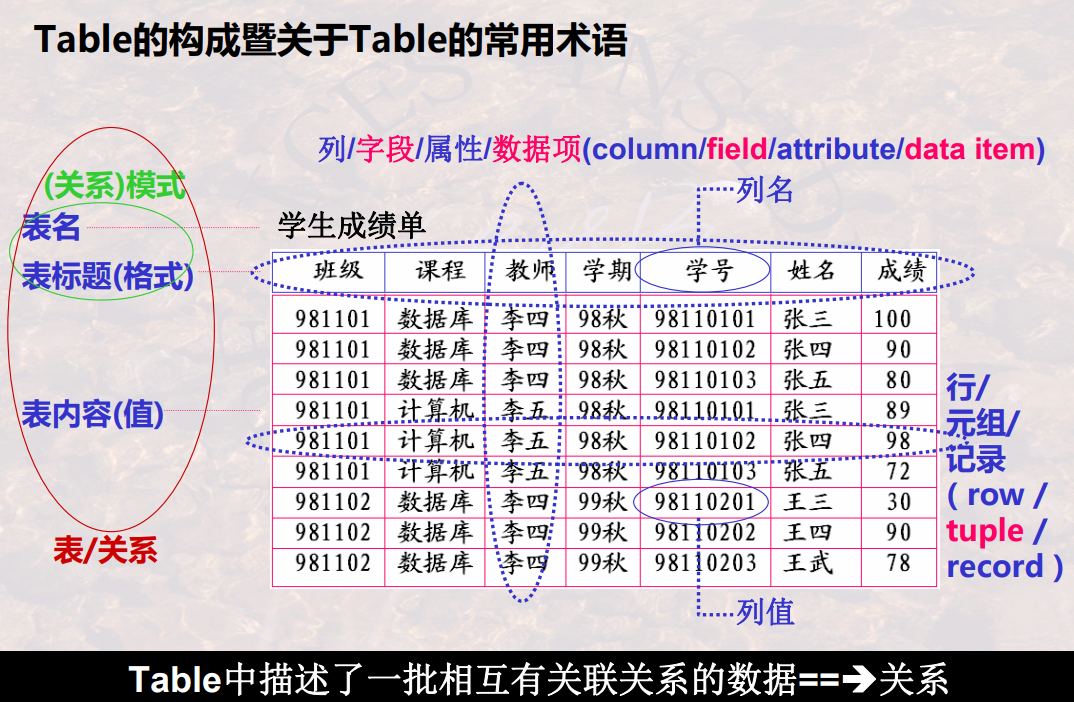 Table的构成暨关于Table的常用术语
列/字段/属性/数据项(column/field/attribute/data item)
(关系)模式
列名
表名
学生成绩单
表标题(格式)
班级 课程 教师 学期 学号 姓名 成绩
981101 数据库 李四 98秋 98110101 张三 100
981101 数据库 李四 98秋 98110102 张四 90
981101 数据库 李四 98秋 98110103 张五 80
981101 计算机 李五 98秋 98110101 张三 89
981101 计算机 李五 98秋 98110102 张四 98
981101 计算机 李五 98秋 98110103 张五 72
981102 数据库 李四 99秋 98110201 王三 30
981102 数据库 李四 99秋 98110202 王四 90
981102 数据库 李四 99秋 98110203 王武 78
表内容(值)
行/
元组/
记录
( row /
tuple /
record )
表/关系
列值
Table中描述了一批相互有关联关系的数据==➔关系